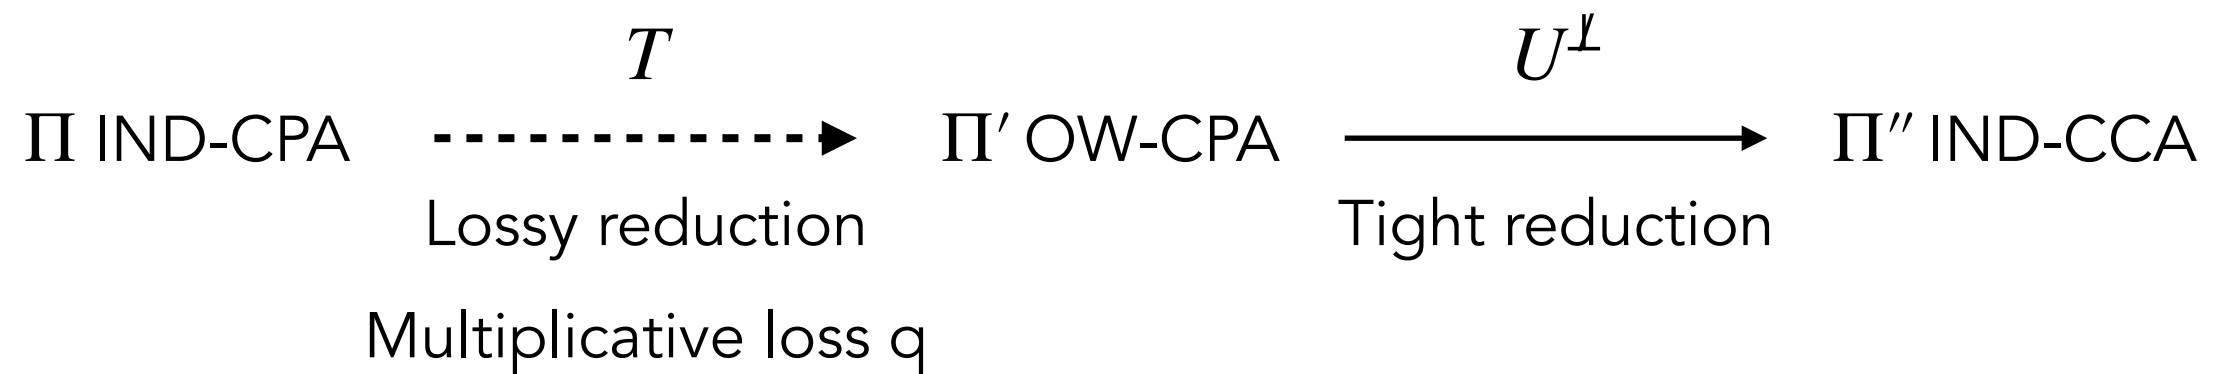 T U^⊥̸
Π IND-CPA Π′ OW-CPA Π″ IND-CCA
Lossy reduction Tight reduction
Multiplicative loss q